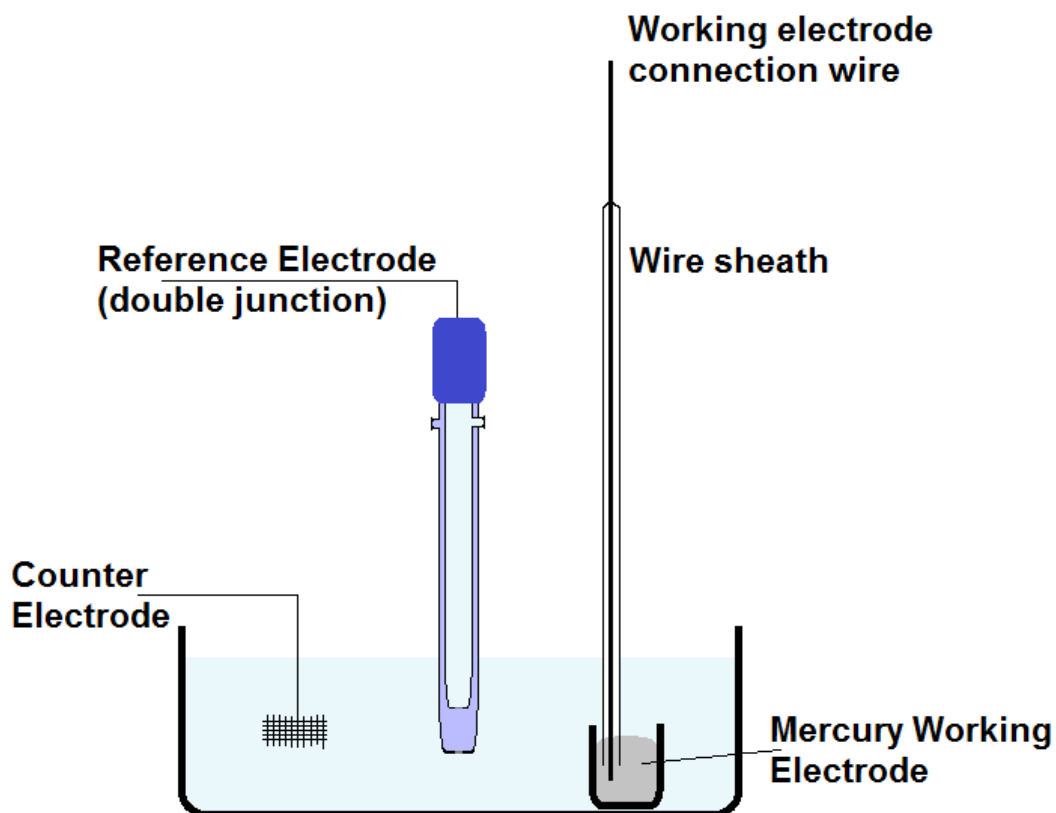 Working electrode
connection wire
Reference Electrode
(double junction)
Wire sheath
Counter
Electrode
Mercury Working
Electrode